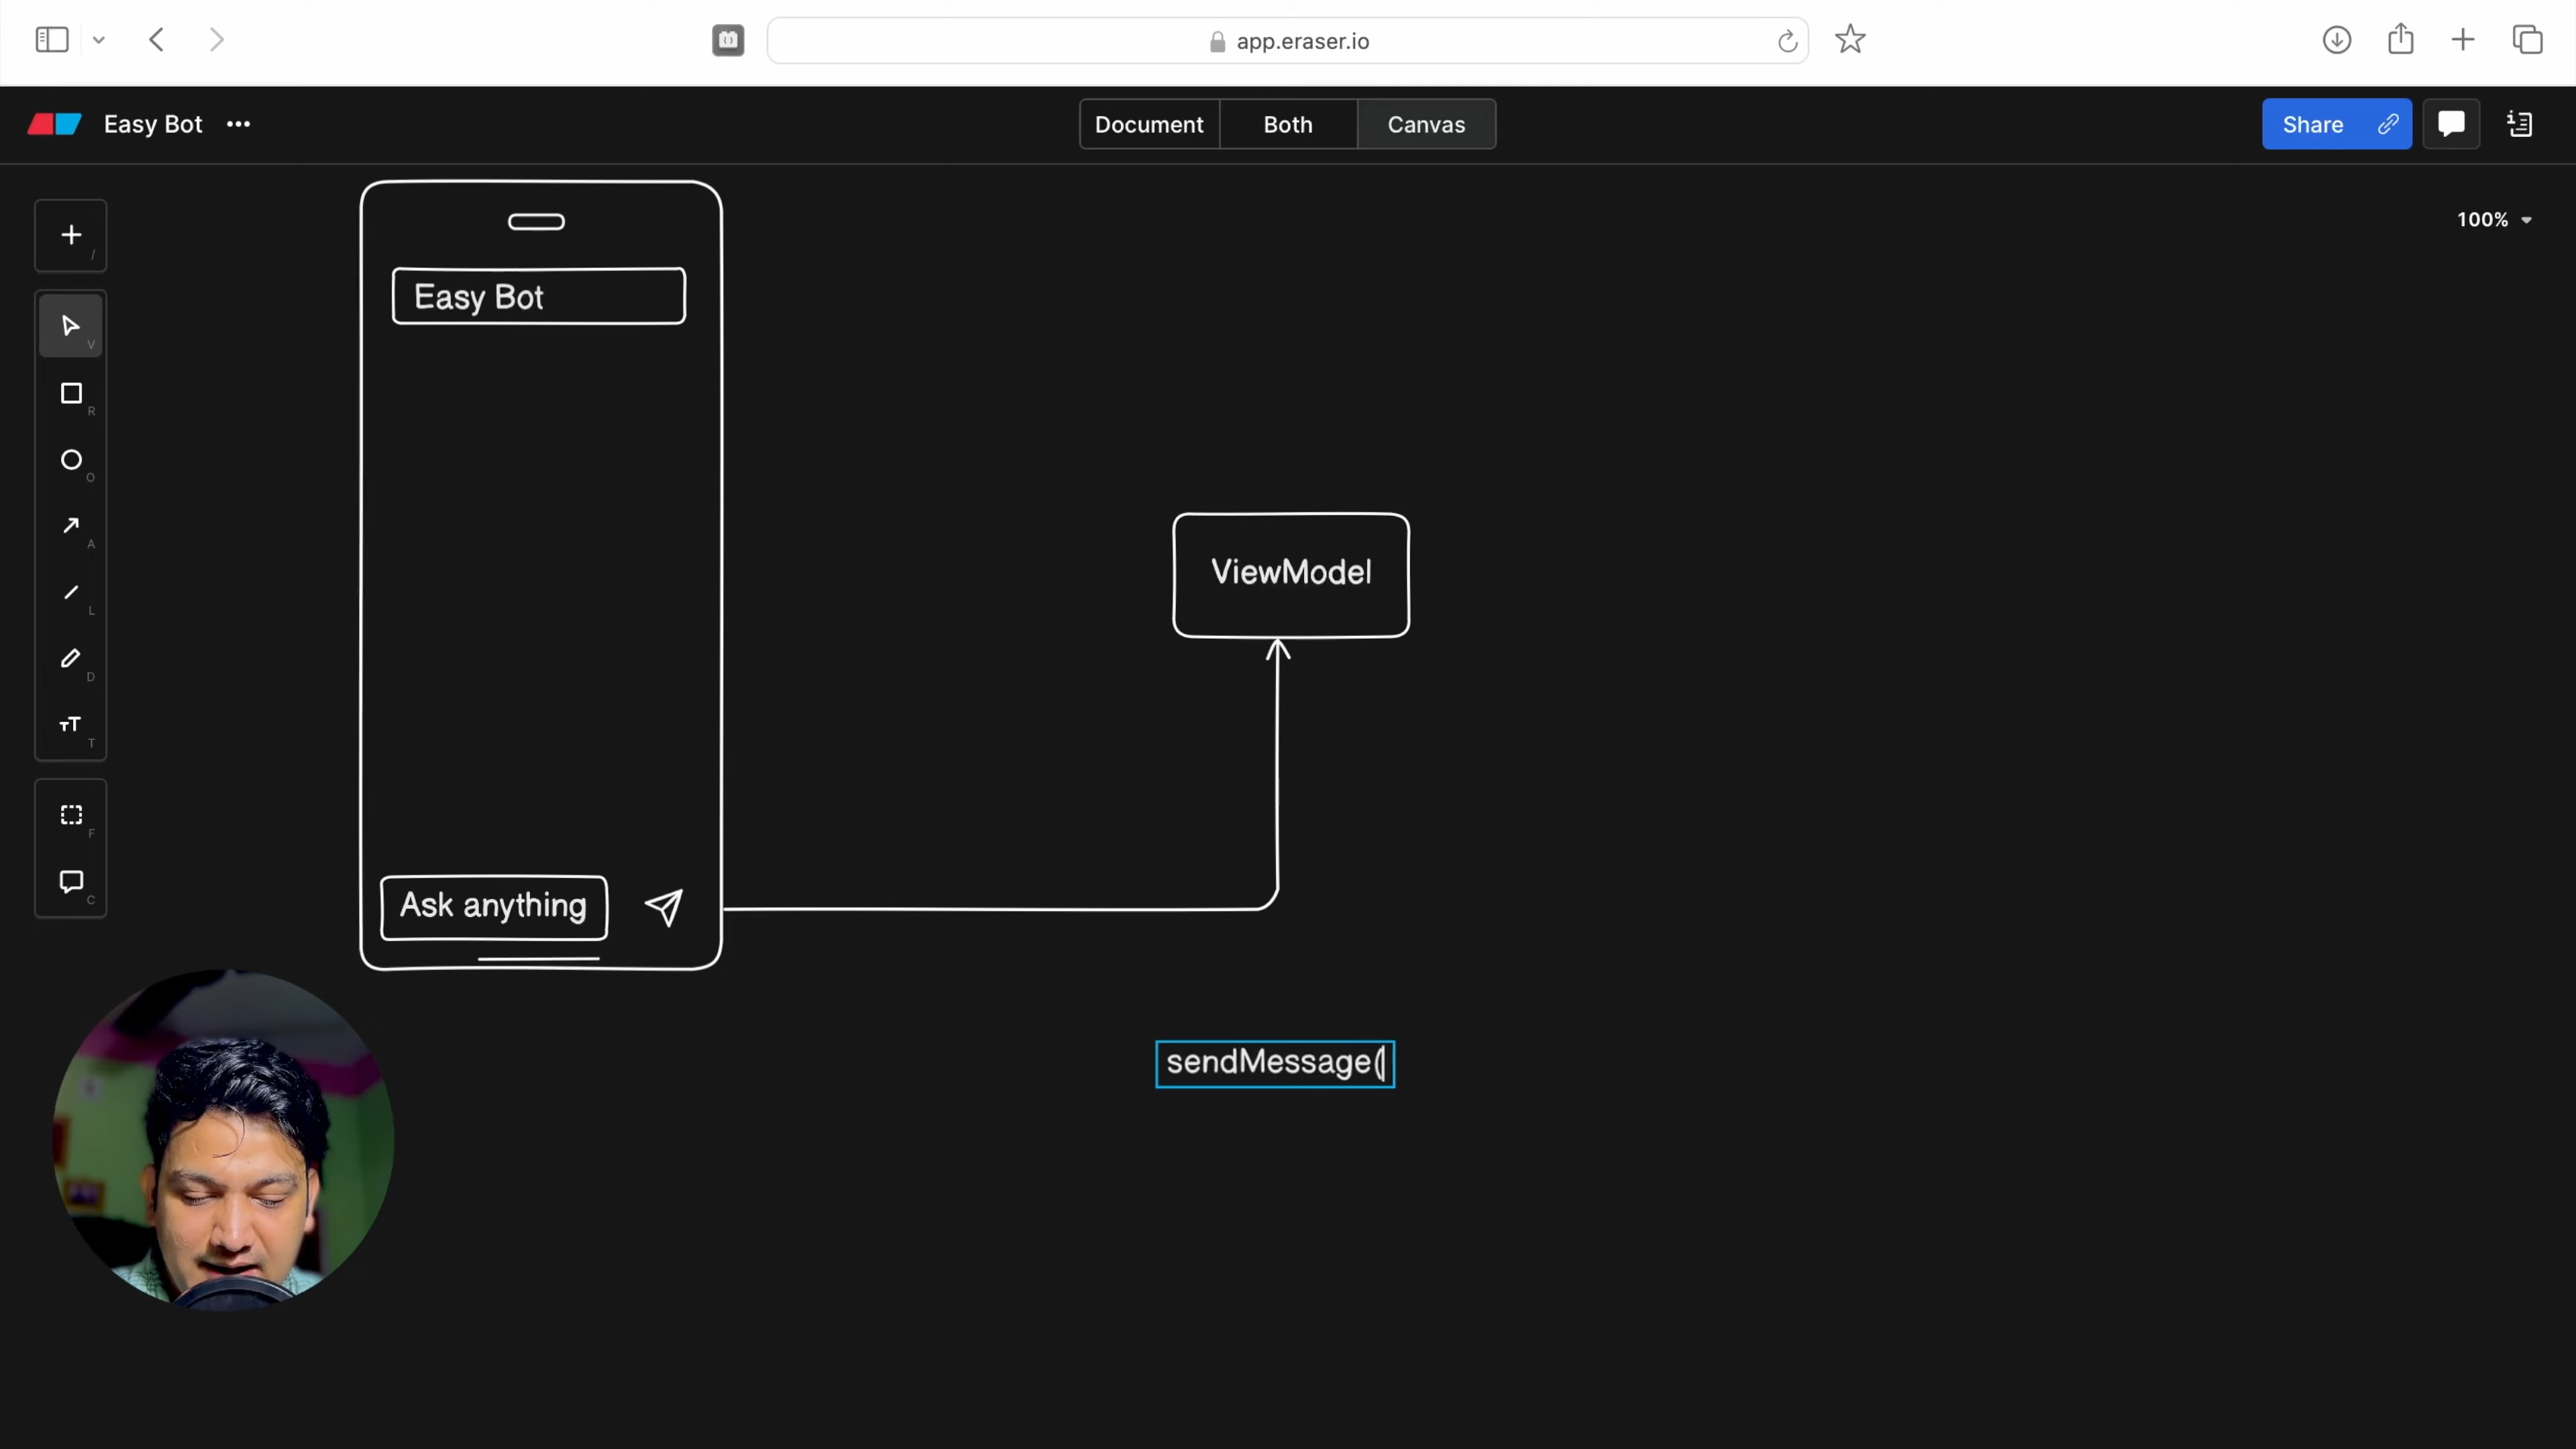 app.eraser.io
Easy Bot
Document
Both
Canvas
Share
100%
/
V
R
O
A
L
D
T
F
C
Easy Bot
Ask anything
ViewModel
sendMessage(